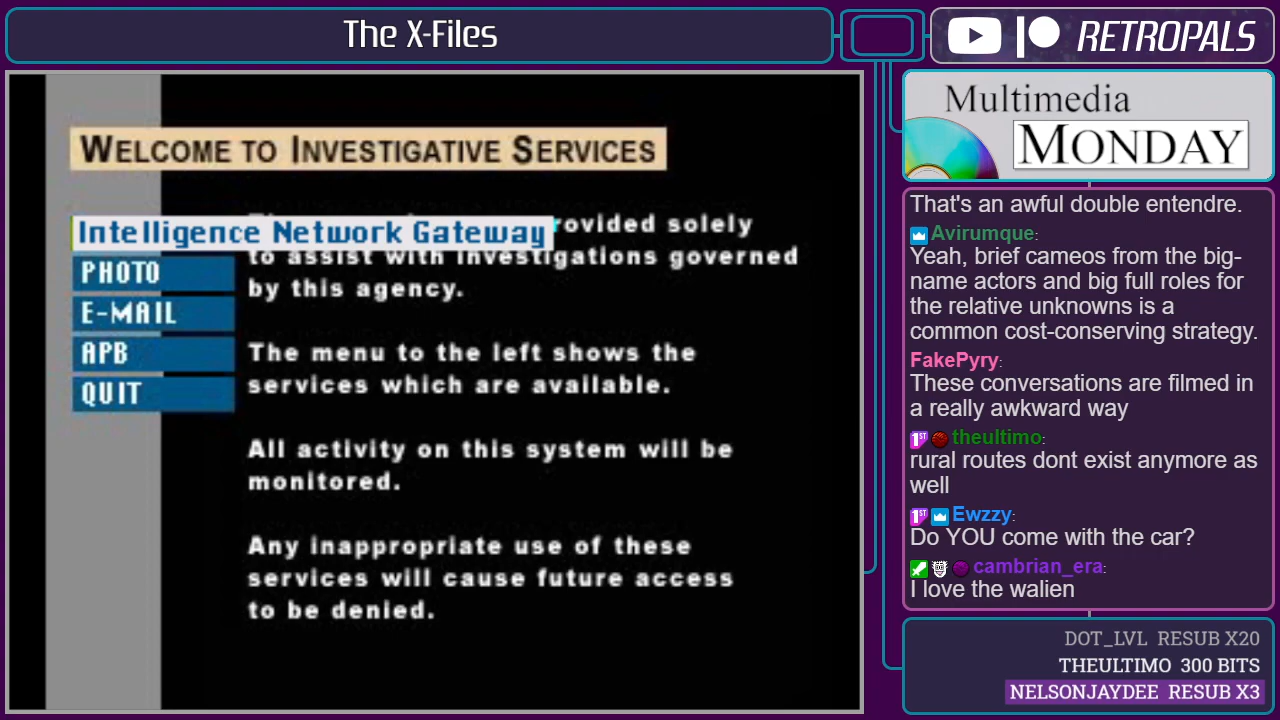 The X-Files
RETROPALS
Multimedia
MONDAY
WELCOME TO INVESTIGATIVE SERVICES
Intelligence Network Gateway
PHOTO
E-MAIL
APB
QUIT
rovided solely
to assist with investigations governed
by this agency.
The menu to the left shows the
services which are available.
All activity on this system will be
monitored.
Any inappropriate use of these
services will cause future access
to be denied.
That's an awful double entendre.
Avirumque:
Yeah, brief cameos from the big-
name actors and big full roles for
the relative unknowns is a
common cost-conserving strategy.
FakePyry:
These conversations are filmed in
a really awkward way
1ST theultimo:
rural routes dont exist anymore as
well
1ST Ewzzy:
Do YOU come with the car?
cambrian_era:
I love the walien
DOT_LVL RESUB X20
THEULTIMO 300 BITS
NELSONJAYDEE RESUB X3